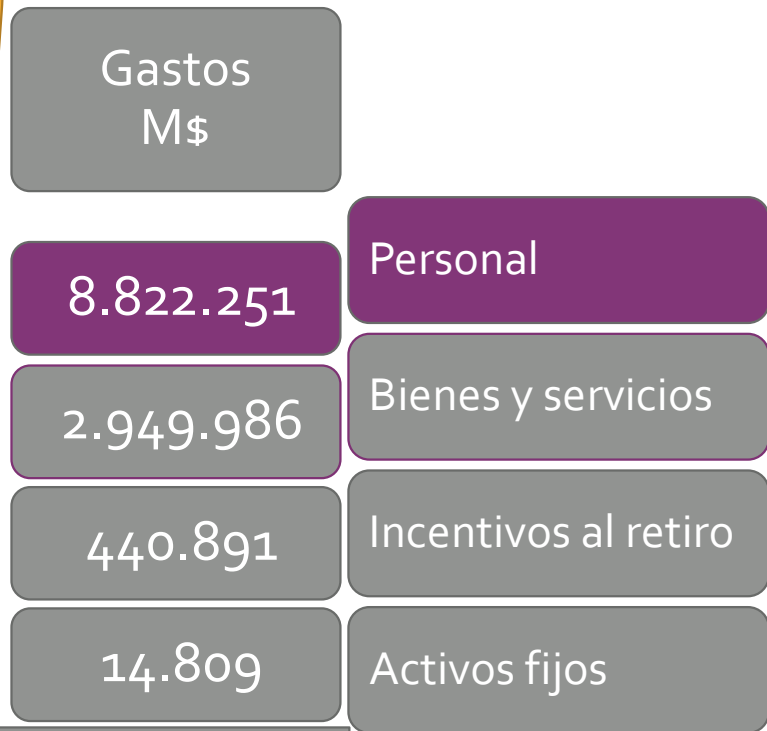 Gastos
M$
8.822.251
Personal
2.949.986
Bienes y servicios
440.891
Incentivos al retiro
14.809
Activos fijos